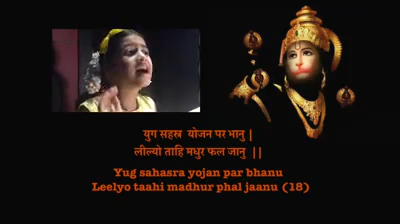 युग सहस्त्र योजन पर भानु |
लील्यो ताहि मधुर फल जानु ||
Yug sahasra yojan par bhanu
Leelyo taahi madhur phal jaanu (18)